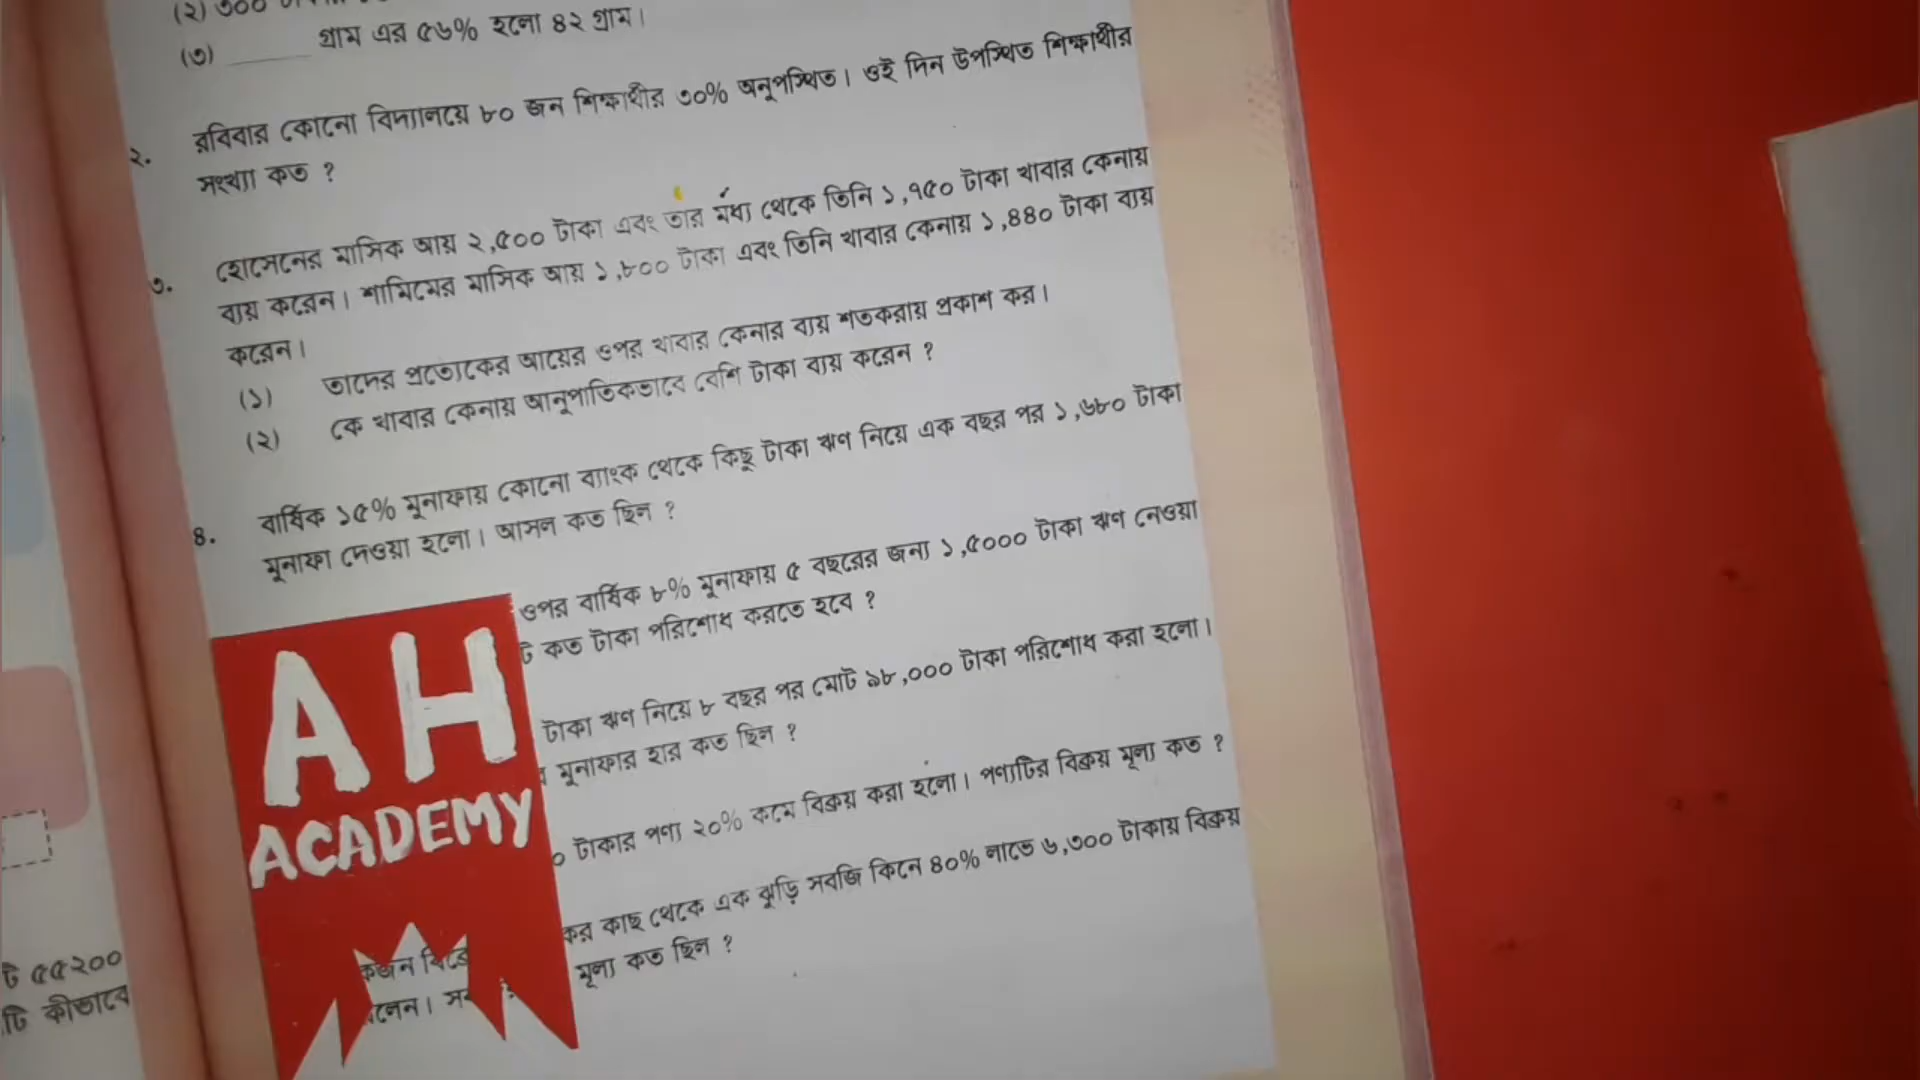 (২) ৩০০
(৩) ______ গ্রাম এর ৫৬% হলো ৪২ গ্রাম।
২. রবিবার কোনো বিদ্যালয়ে ৮০ জন শিক্ষার্থীর ৩০% অনুপস্থিত। ওই দিন উপস্থিত শিক্ষার্থীর
সংখ্যা কত ?
৩. হোসেনের মাসিক আয় ২,৫০০ টাকা এবং তার মধ্য থেকে তিনি ১,৭৫০ টাকা খাবার কেনায়
ব্যয় করেন। শামিমের মাসিক আয় ১,৮০০ টাকা এবং তিনি খাবার কেনায় ১,৪৪০ টাকা ব্যয়
করেন।
(১) তাদের প্রত্যেকের আয়ের ওপর খাবার কেনার ব্যয় শতকরায় প্রকাশ কর।
(২) কে খাবার কেনায় আনুপাতিকভাবে বেশি টাকা ব্যয় করেন ?
৪. বার্ষিক ১৫% মুনাফায় কোনো ব্যাংক থেকে কিছু টাকা ঋণ নিয়ে এক বছর পর ১,৬৮০ টাকা
মুনাফা দেওয়া হলো। আসল কত ছিল ?
ওপর বার্ষিক ৮% মুনাফায় ৫ বছরের জন্য ১,৫০০০ টাকা ঋণ নেওয়া
ট কত টাকা পরিশোধ করতে হবে ?
টাকা ঋণ নিয়ে ৮ বছর পর মোট ৯৮,০০০ টাকা পরিশোধ করা হলো।
মুনাফার হার কত ছিল ?
০ টাকার পণ্য ২০% কমে বিক্রয় করা হলো। পণ্যটির বিক্রয় মূল্য কত ?
কর কাছ থেকে এক ঝুড়ি সবজি কিনে ৪০% লাভে ৬,৩০০ টাকায় বিক্রয়
মূল্য কত ছিল ?
AH
ACADEMY
ট ৫৫২০০
টি কীভাবে